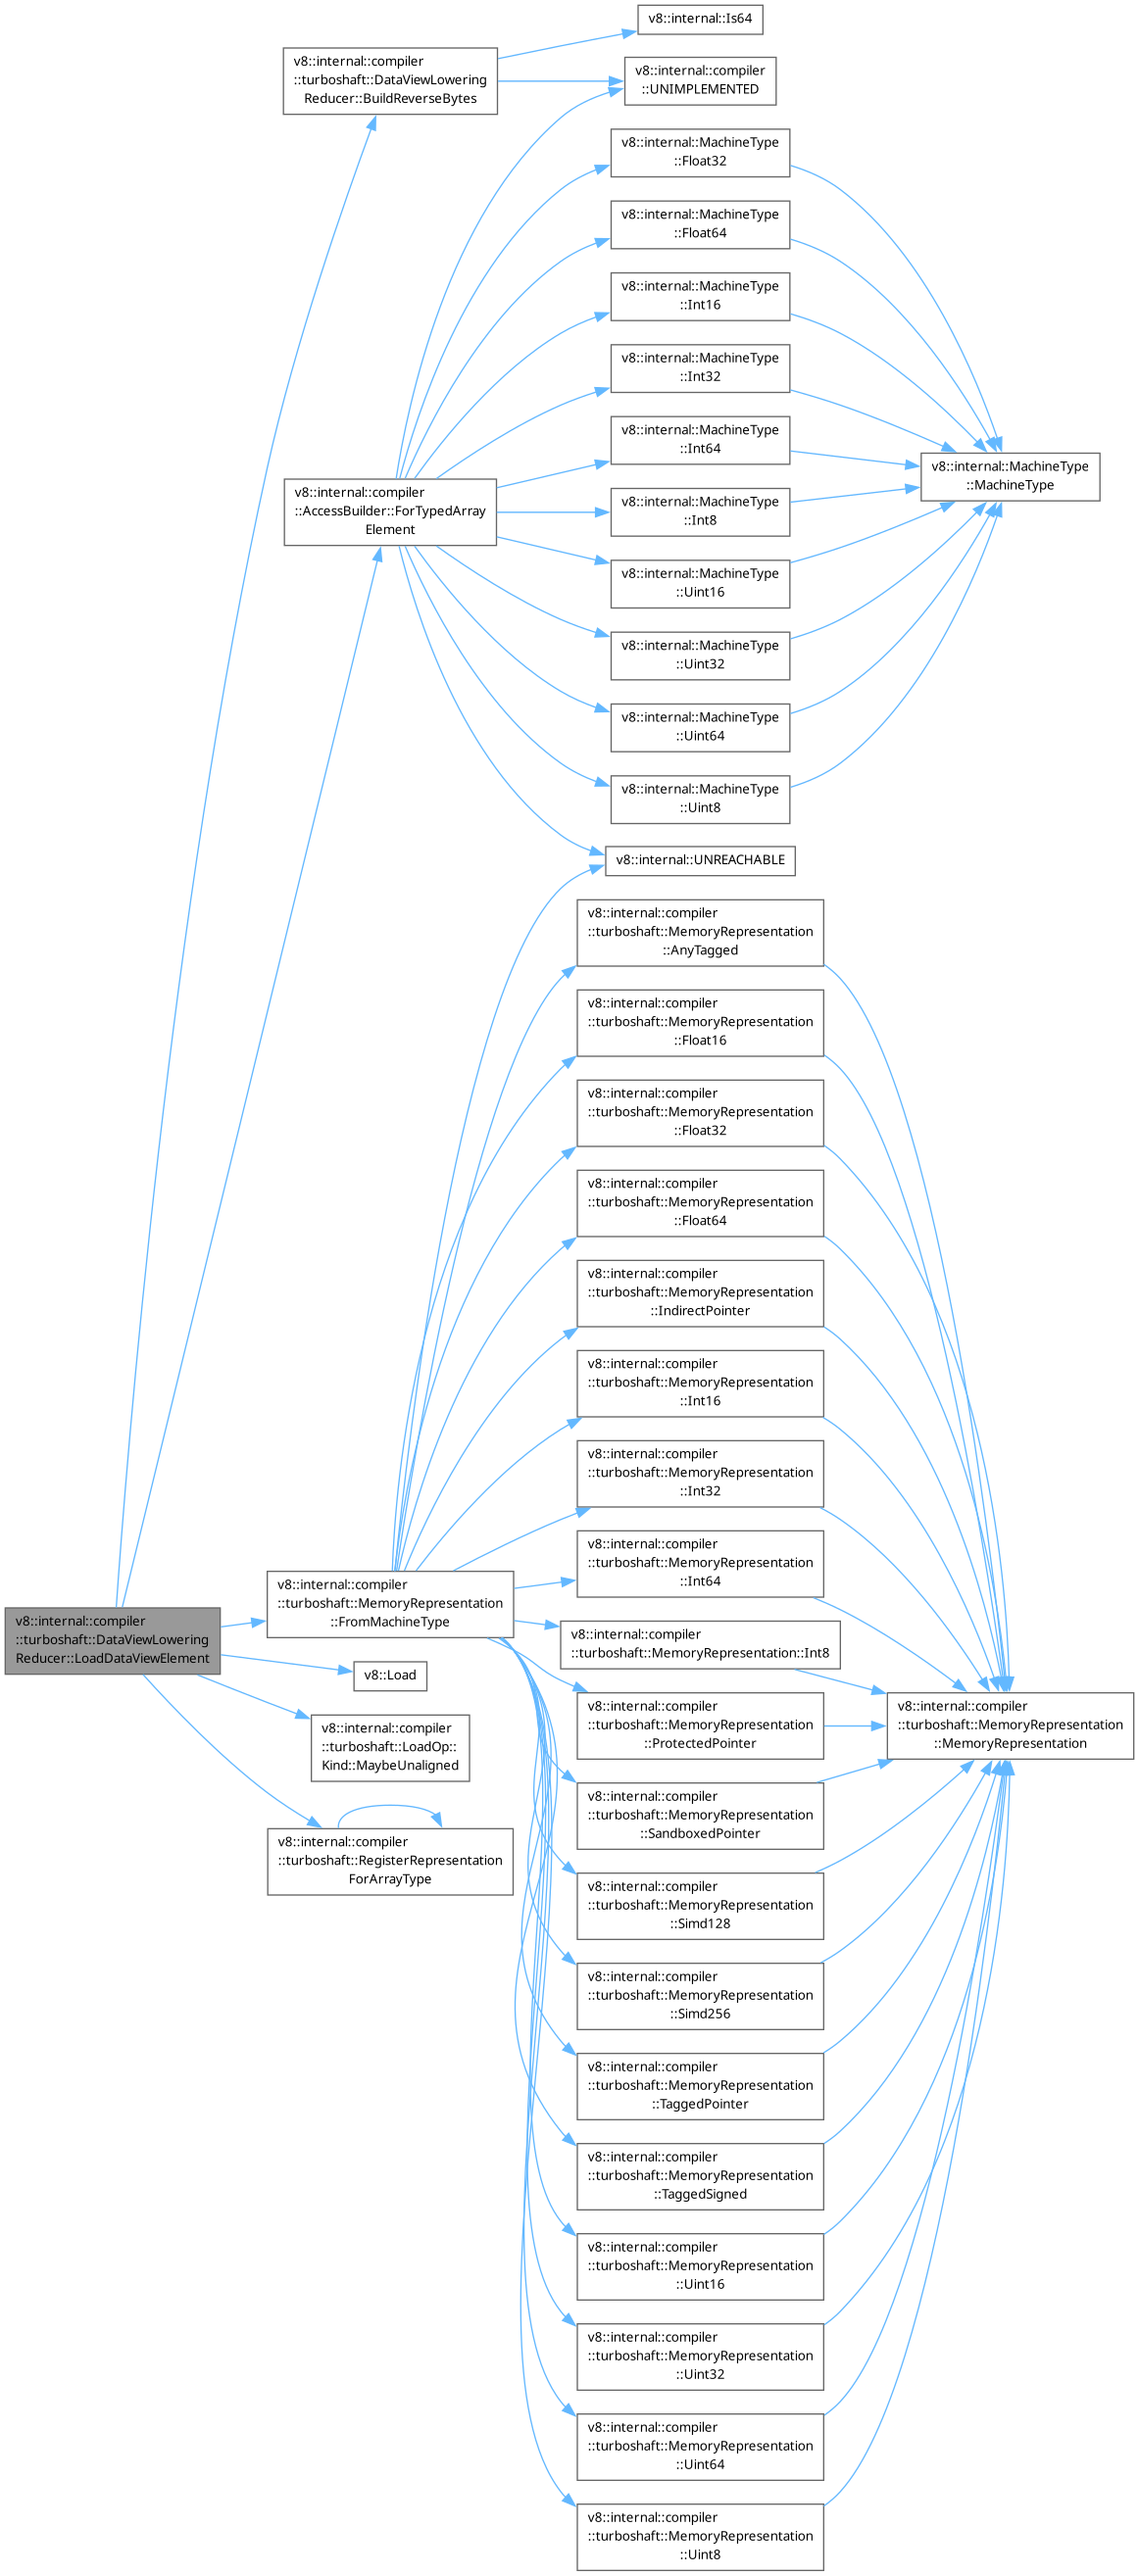 v8::internal::Is64
v8::internal::compiler
::turboshaft::DataViewLowering
Reducer::BuildReverseBytes
v8::internal::compiler
::UNIMPLEMENTED
v8::internal::MachineType
::Float32
v8::internal::MachineType
::Float64
v8::internal::MachineType
::Int16
v8::internal::MachineType
::Int32
v8::internal::MachineType
::Int64
v8::internal::MachineType
::MachineType
v8::internal::compiler
::AccessBuilder::ForTypedArray
Element
v8::internal::MachineType
::Int8
v8::internal::MachineType
::Uint16
v8::internal::MachineType
::Uint32
v8::internal::MachineType
::Uint64
v8::internal::MachineType
::Uint8
v8::internal::UNREACHABLE
v8::internal::compiler
::turboshaft::MemoryRepresentation
::AnyTagged
v8::internal::compiler
::turboshaft::MemoryRepresentation
::Float16
v8::internal::compiler
::turboshaft::MemoryRepresentation
::Float32
v8::internal::compiler
::turboshaft::MemoryRepresentation
::Float64
v8::internal::compiler
::turboshaft::MemoryRepresentation
::IndirectPointer
v8::internal::compiler
::turboshaft::MemoryRepresentation
::Int16
v8::internal::compiler
::turboshaft::MemoryRepresentation
::Int32
v8::internal::compiler
::turboshaft::MemoryRepresentation
::Int64
v8::internal::compiler
::turboshaft::MemoryRepresentation
::FromMachineType
v8::internal::compiler
::turboshaft::DataViewLowering
Reducer::LoadDataViewElement
v8::internal::compiler
::turboshaft::MemoryRepresentation::Int8
v8::Load
v8::internal::compiler
::turboshaft::MemoryRepresentation
::ProtectedPointer
v8::internal::compiler
::turboshaft::MemoryRepresentation
::MemoryRepresentation
v8::internal::compiler
::turboshaft::LoadOp::
Kind::MaybeUnaligned
v8::internal::compiler
::turboshaft::MemoryRepresentation
::SandboxedPointer
v8::internal::compiler
::turboshaft::RegisterRepresentation
ForArrayType
v8::internal::compiler
::turboshaft::MemoryRepresentation
::Simd128
v8::internal::compiler
::turboshaft::MemoryRepresentation
::Simd256
v8::internal::compiler
::turboshaft::MemoryRepresentation
::TaggedPointer
v8::internal::compiler
::turboshaft::MemoryRepresentation
::TaggedSigned
v8::internal::compiler
::turboshaft::MemoryRepresentation
::Uint16
v8::internal::compiler
::turboshaft::MemoryRepresentation
::Uint32
v8::internal::compiler
::turboshaft::MemoryRepresentation
::Uint64
v8::internal::compiler
::turboshaft::MemoryRepresentation
::Uint8